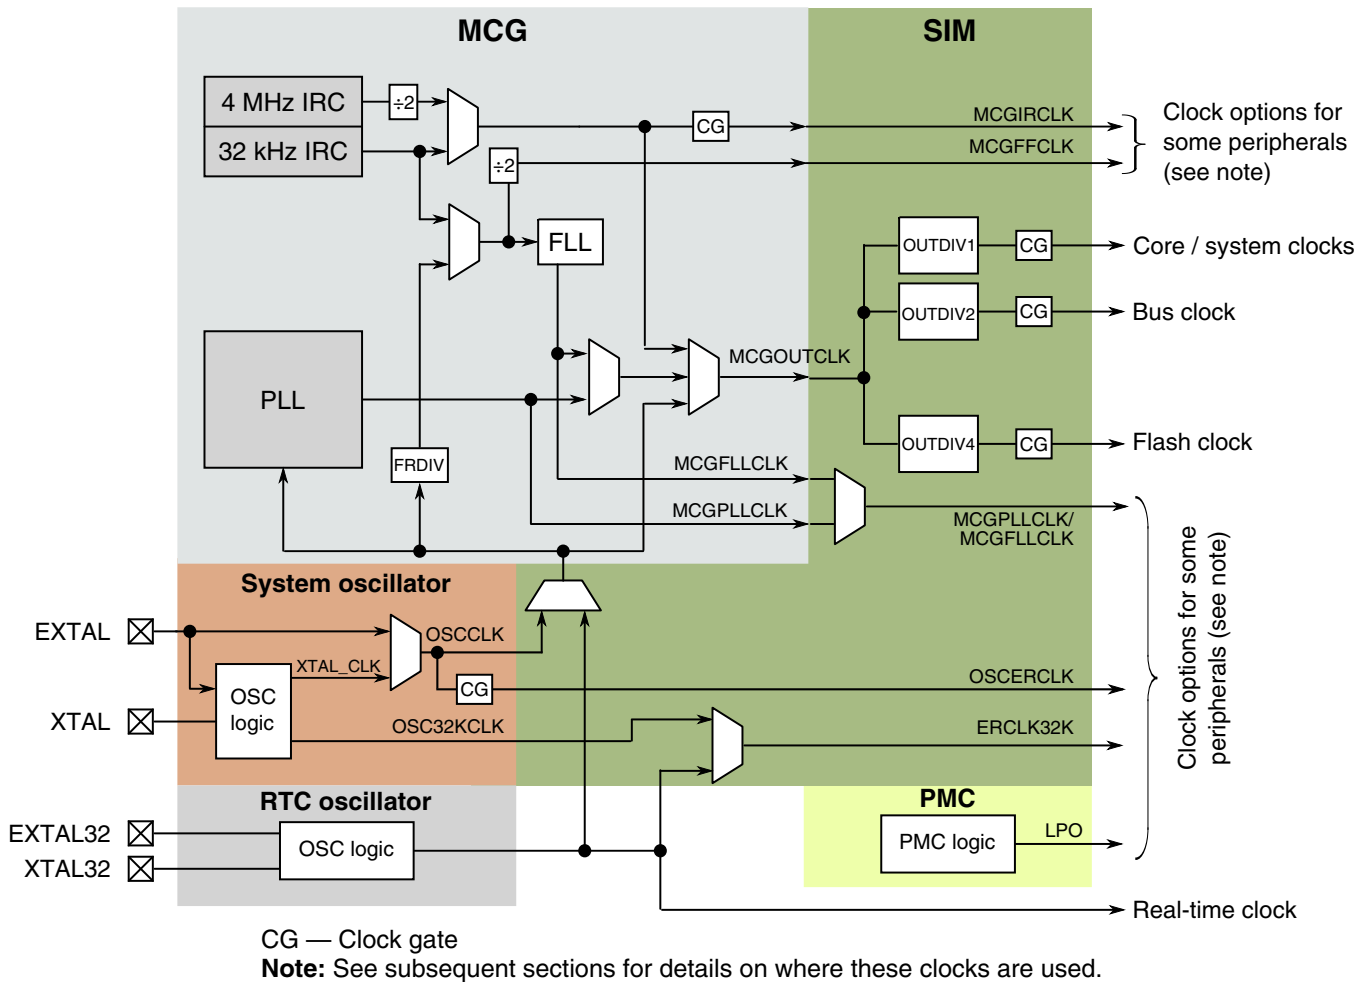 MCG
SIM
4 MHz IRC
÷2
32 kHz IRC
CG
MCGIRCLK
Clock options for
some peripherals
(see note)
÷2
MCGFFCLK
FLL
OUTDIV1
CG
Core / system clocks
OUTDIV2
CG
Bus clock
MCGOUTCLK
PLL
OUTDIV4
CG
Flash clock
FRDIV
MCGFLLCLK
MCGPLLCLK
MCGPLLCLK/
MCGFLLCLK
Clock options for some
peripherals (see note)
System oscillator
EXTAL
OSCCLK
XTAL_CLK
OSC
logic
CG
OSCERCLK
XTAL
OSC32KCLK
ERCLK32K
RTC oscillator
PMC
EXTAL32
OSC logic
XTAL32
PMC logic
LPO
Real-time clock
CG — Clock gate
Note: See subsequent sections for details on where these clocks are used.